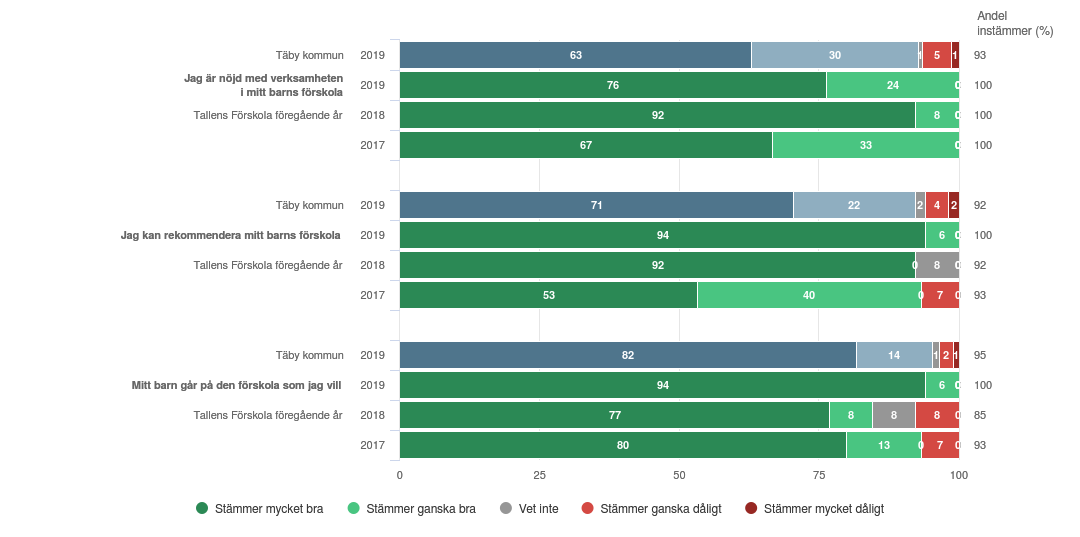 Andel
instämmer (%)
Täby kommun 2019 63 30 1 5 1 93
Jag är nöjd med verksamheten
i mitt barns förskola 2019 76 24 0 100
Tallens Förskola föregående år 2018 92 8 0 100
2017 67 33 0 100
Täby kommun 2019 71 22 2 4 2 92
Jag kan rekommendera mitt barns förskola 2019 94 6 0 100
Tallens Förskola föregående år 2018 92 0 8 0 92
2017 53 40 0 7 0 93
Täby kommun 2019 82 14 1 2 1 95
Mitt barn går på den förskola som jag vill 2019 94 6 0 100
Tallens Förskola föregående år 2018 77 8 8 8 0 85
2017 80 13 0 7 0 93
0 25 50 75 100
Stämmer mycket bra Stämmer ganska bra Vet inte Stämmer ganska dåligt Stämmer mycket dåligt